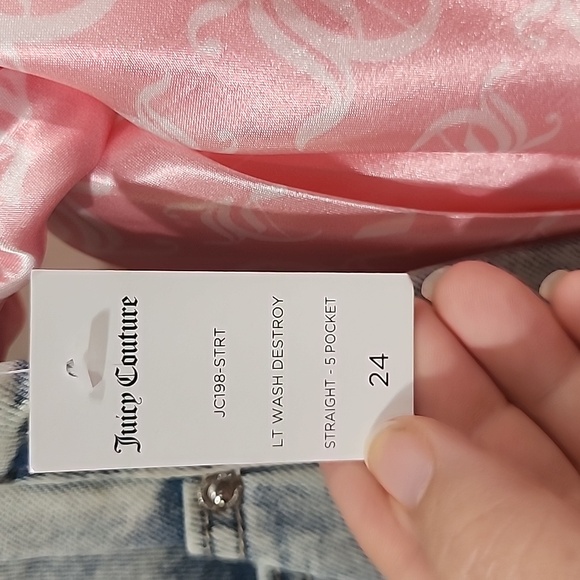 Juicy Couture
JC198-STRT
LT WASH DESTROY
STRAIGHT - 5 POCKET
24